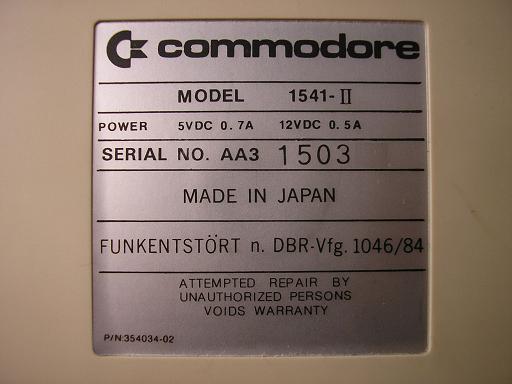 commodore
MODEL 1541-II
POWER 5VDC 0.7A 12VDC 0.5A
SERIAL NO. AA3 1503
MADE IN JAPAN
FUNKENTSTÖRT n. DBR-Vfg. 1046/84
ATTEMPTED REPAIR BY
UNAUTHORIZED PERSONS
VOIDS WARRANTY
P/N:354034-02